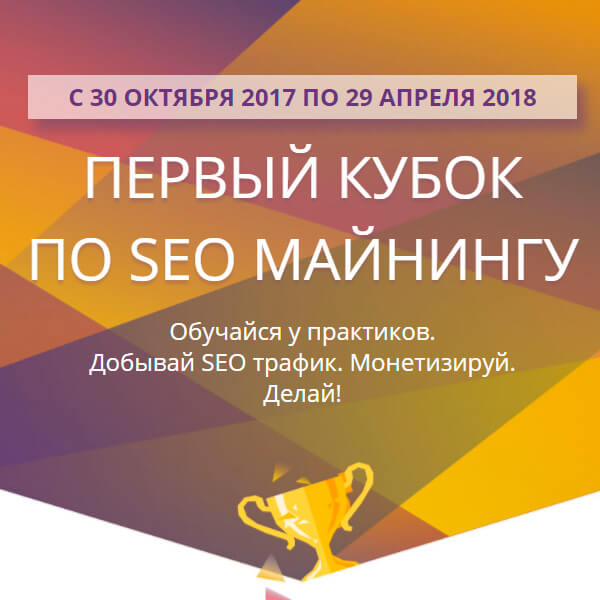 С 30 ОКТЯБРЯ 2017 ПО 29 АПРЕЛЯ 2018
ПЕРВЫЙ КУБОК
ПО SEO МАЙНИНГУ
Обучайся у практиков.
Добывай SEO трафик. Монетизируй.
Делай!